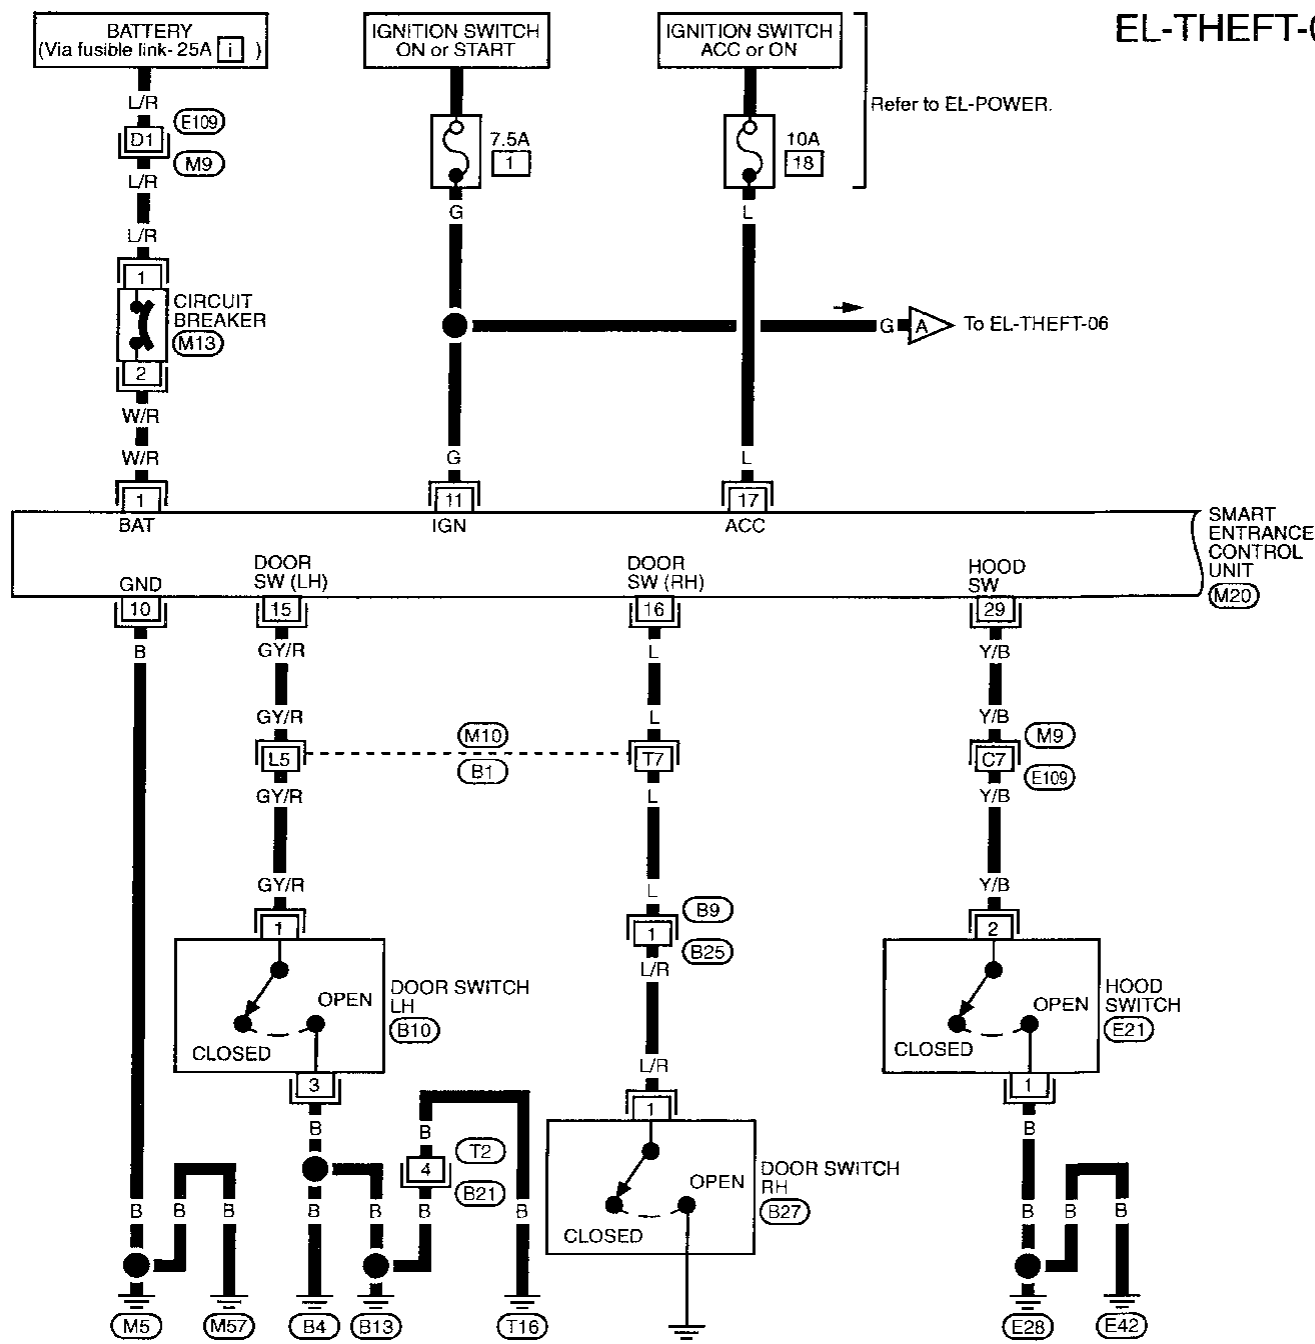 EL-THEFT-0
BATTERY
(Via fusible link- 25A i )
IGNITION SWITCH
ON or START
IGNITION SWITCH
ACC or ON
Refer to EL-POWER.
L/R
D1
E109
M9
L/R
L/R
7.5A
1
10A
18
G
L
1
CIRCUIT
BREAKER
M13
2
G
A
To EL-THEFT-06
W/R
W/R
G
L
1
11
17
BAT
IGN
ACC
SMART
ENTRANCE
CONTROL
UNIT
M20
GND
DOOR
SW (LH)
DOOR
SW (RH)
HOOD
SW
10
15
16
29
B
GY/R
L
Y/B
GY/R
L
Y/B
L5
M10
B1
T7
C7
M9
E109
GY/R
L
Y/B
GY/R
L
Y/B
1
1
B9
B25
2
L/R
OPEN
CLOSED
DOOR SWITCH
LH
B10
OPEN
CLOSED
HOOD
SWITCH
E21
L/R
3
1
1
B
B
B
4
T2
B21
OPEN
CLOSED
DOOR SWITCH
RH
B27
B
B
B
B
B
B
B
B
B
B
M5
M57
B4
B13
T16
E28
E42